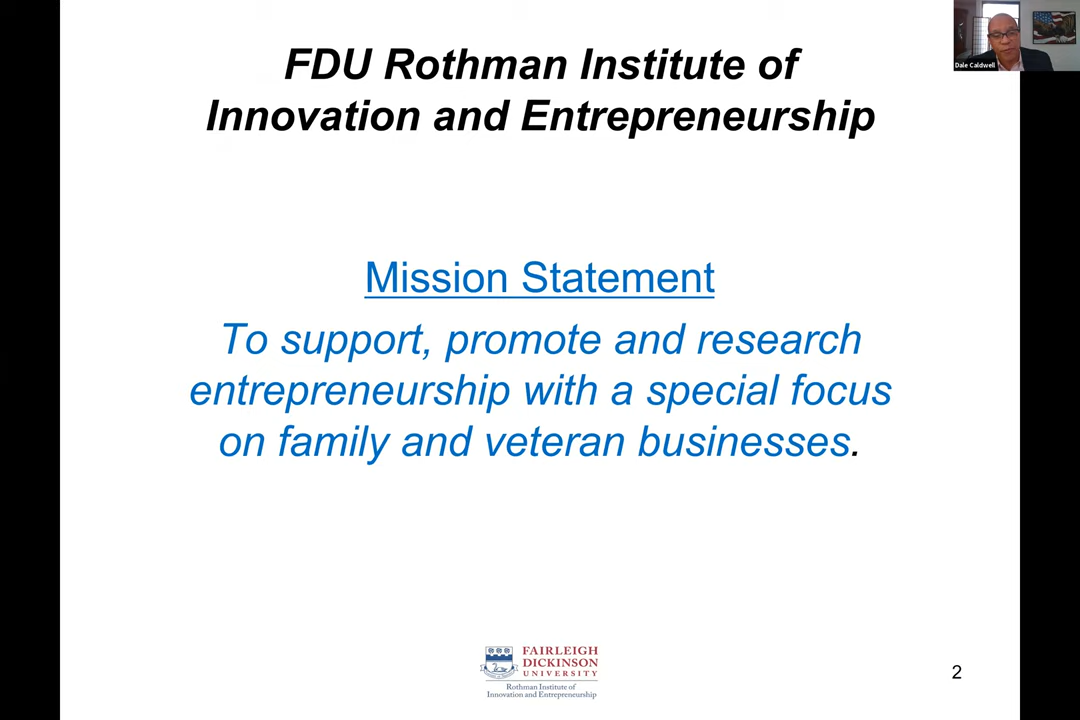 FDU Rothman Institute of
Innovation and Entrepreneurship
Dale Caldwell
Mission Statement
To support, promote and research
entrepreneurship with a special focus
on family and veteran businesses.
FAIRLEIGH
DICKINSON
UNIVERSITY
Rothman Institute of
Innovation and Entrepreneurship
2